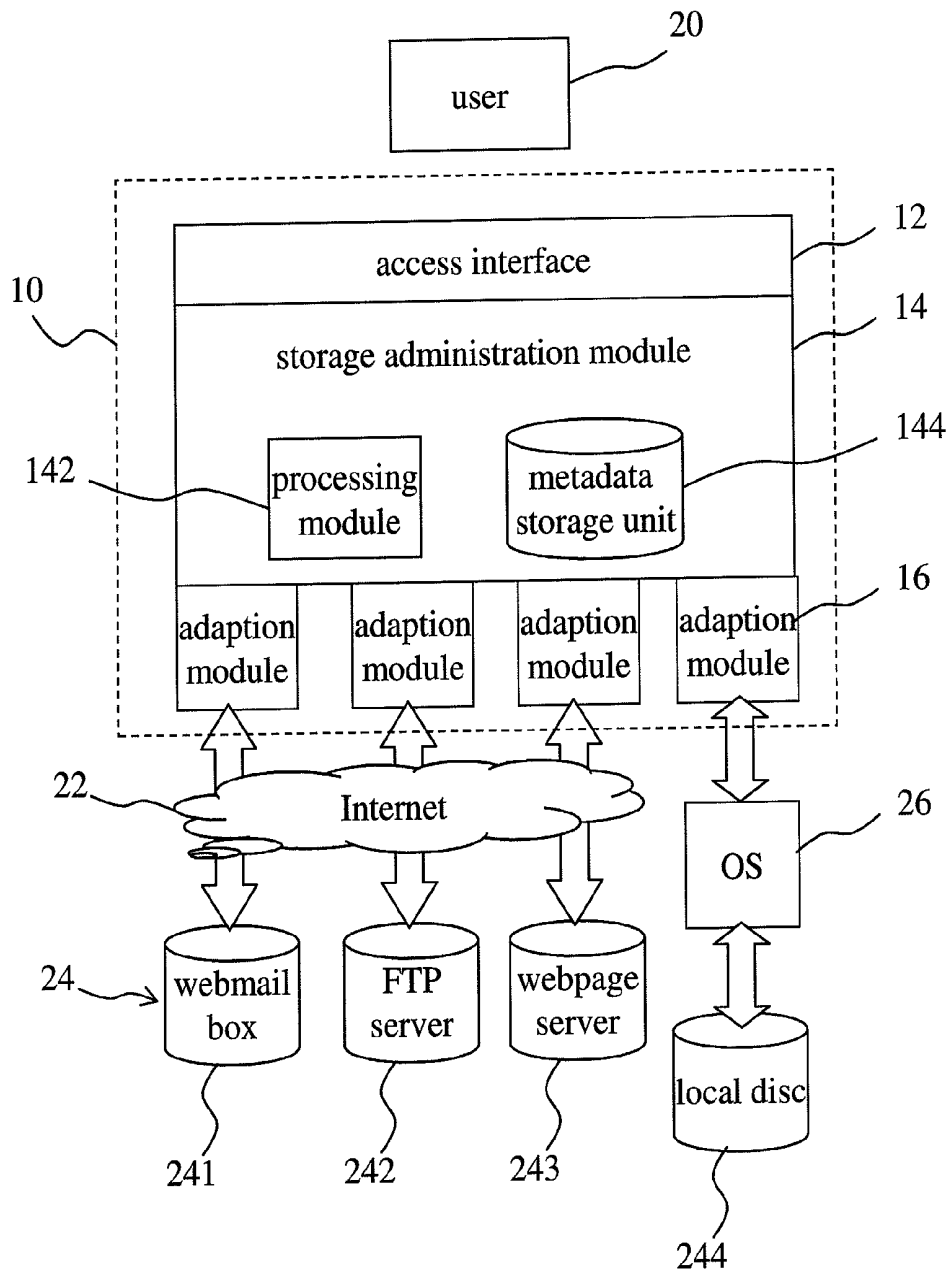 20
user
12
access interface
10
14
storage administration module
144
142
processing
module
metadata
storage unit
16
adaption
module
adaption
module
adaption
module
adaption
module
22
Internet
26
OS
24
webmail
box
FTP
server
webpage
server
local disc
241
242
243
244